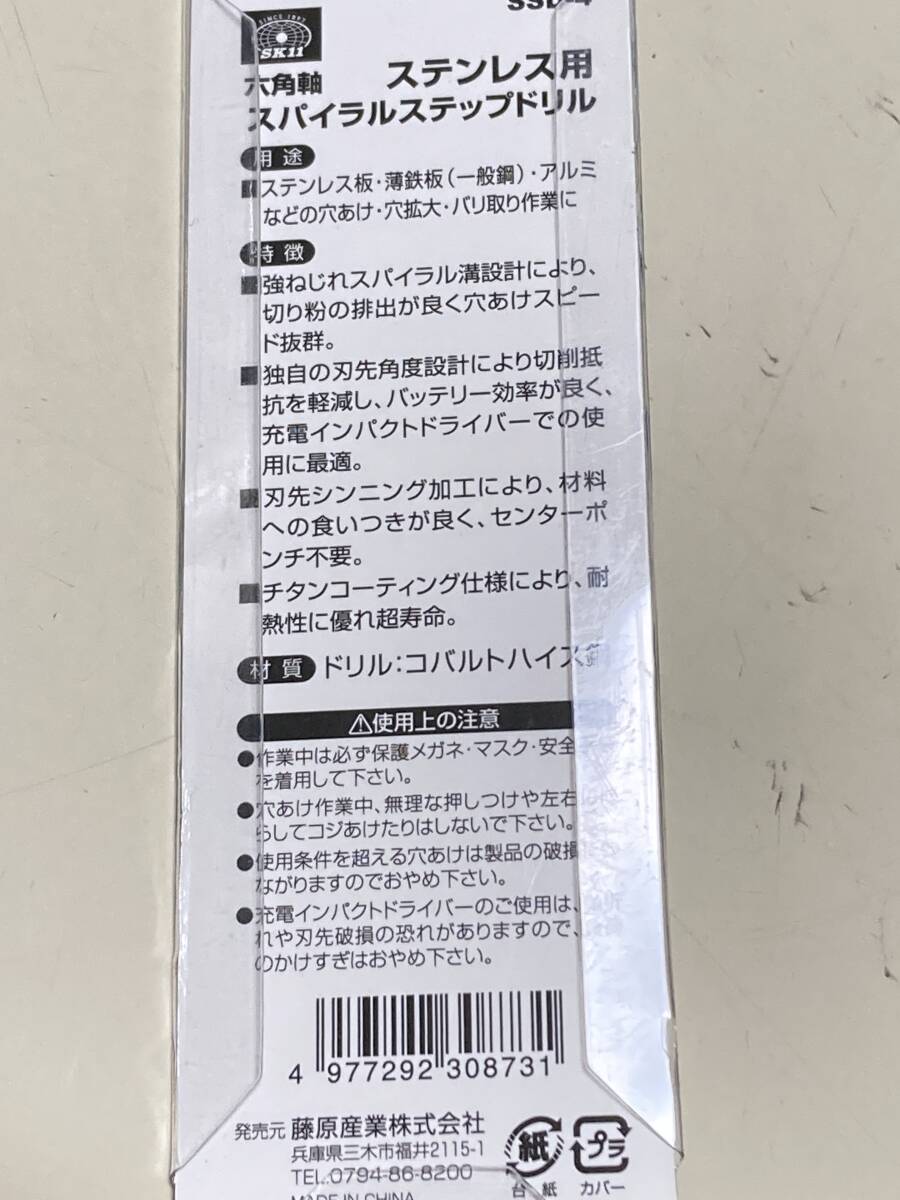 SINCE 1897
SK11
六角軸 ステンレス用
スパイラルステップドリル
用途
■ステンレス板・薄鉄板(一般鋼)・アルミ
などの穴あけ・穴拡大・バリ取り作業に
特徴
■強ねじれスパイラル溝設計により、
切り粉の排出が良く穴あけスピー
ド抜群。
■独自の刃先角度設計により切削抵
抗を軽減し、バッテリー効率が良く、
充電インパクトドライバーでの使
用に最適。
■刃先シンニング加工により、材料
への食いつきが良く、センターポ
ンチ不要。
■チタンコーティング仕様により、耐
熱性に優れ超寿命。
材質 ドリル:コバルトハイス
⚠使用上の注意
●作業中は必ず保護メガネ・マスク・安全
を着用して下さい。
●穴あけ作業中、無理な押しつけや左右
らしてコジあけたりはしないで下さい。
●使用条件を超える穴あけは製品の破損
ながりますのでおやめ下さい。
●充電インパクトドライバーのご使用は、
れや刃先破損の恐れがありますので、
のかけすぎはおやめ下さい。
4 977292 308731
発売元 藤原産業株式会社
兵庫県三木市福井2115-1
TEL.0794-86-8200
MADE IN CHINA
紙 プラ
台紙 カバー